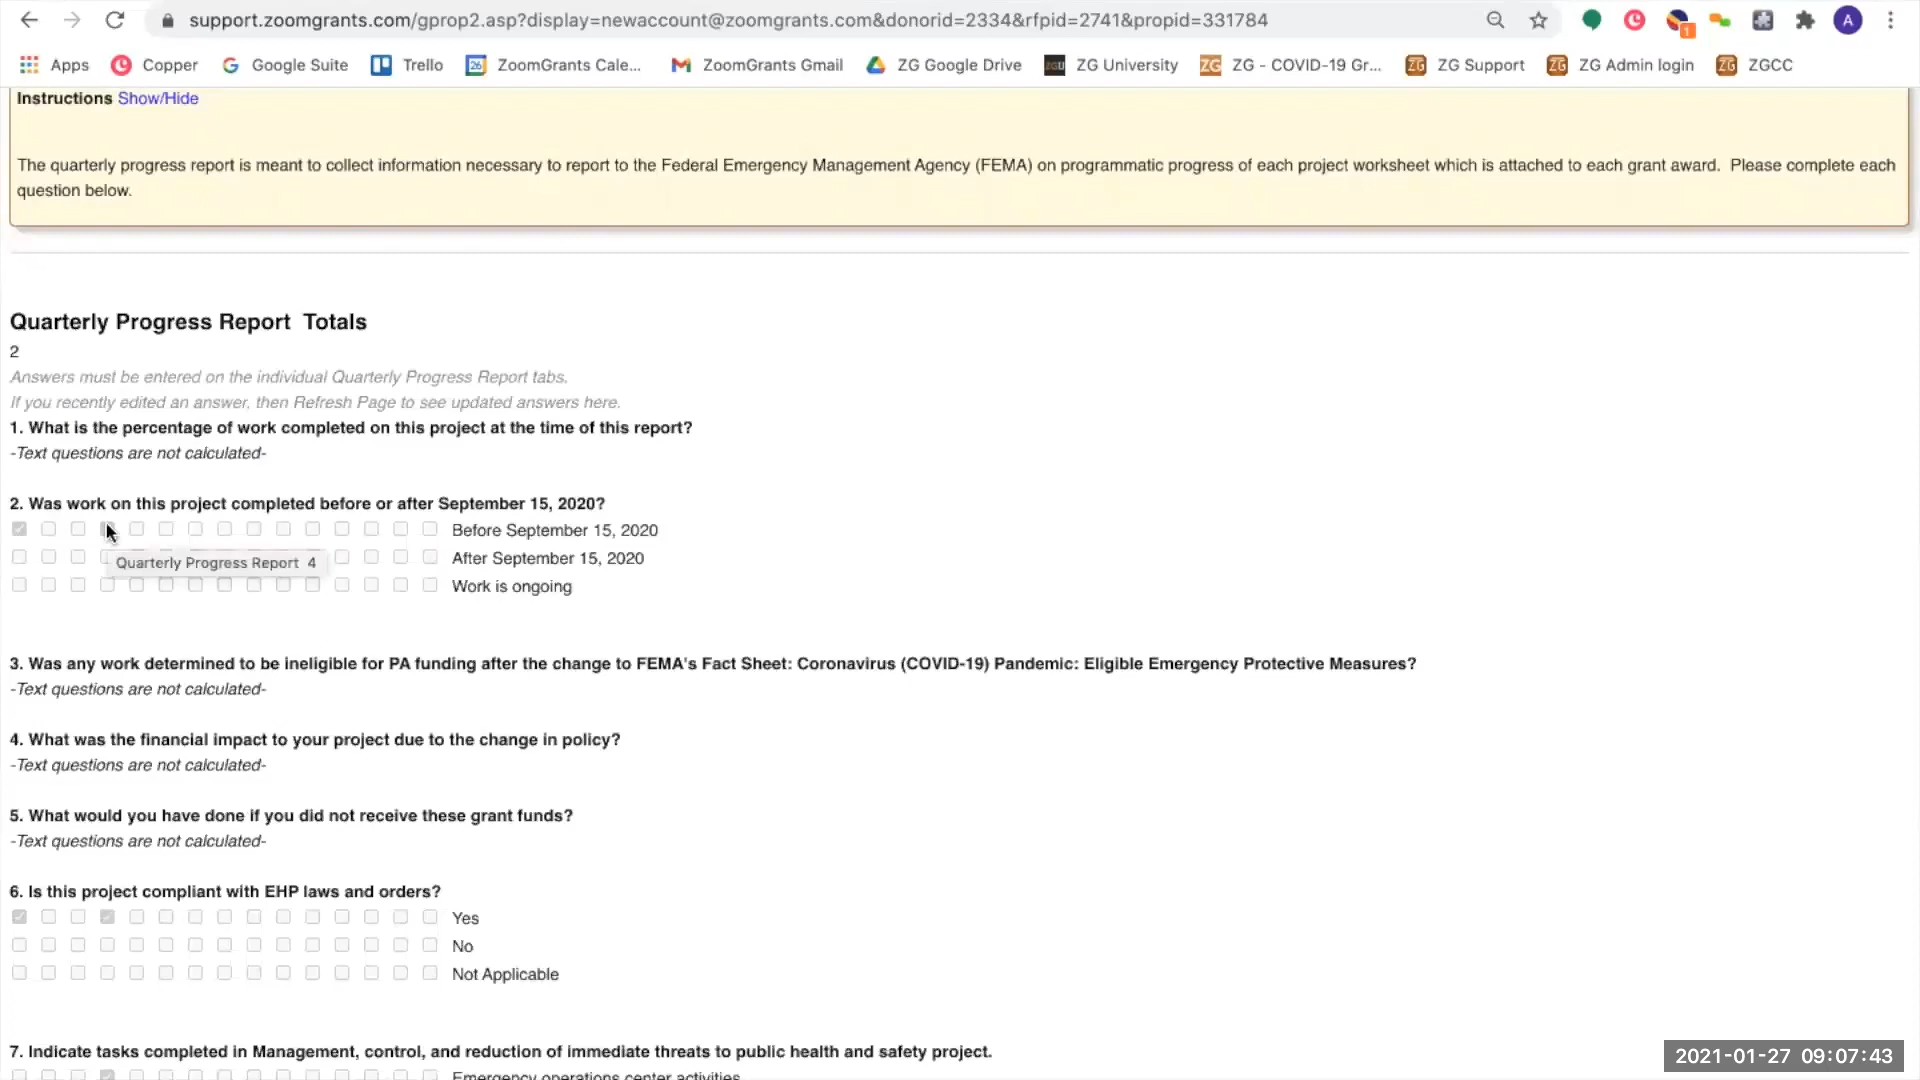 support.zoomgrants.com/gprop2.asp?display=newaccount@zoomgrants.com&donorid=2334&rfpid=2741&propid=331784
1
A
Apps
Copper
Google Suite
Trello
26
ZoomGrants Cale...
ZoomGrants Gmail
ZG Google Drive
ZGU
ZG University
ZG
ZG - COVID-19 Gr...
ZG
ZG Support
ZG
ZG Admin login
ZG
ZGCC
Instructions Show/Hide
The quarterly progress report is meant to collect information necessary to report to the Federal Emergency Management Agency (FEMA) on programmatic progress of each project worksheet which is attached to each grant award. Please complete each
question below.
Quarterly Progress Report Totals
2
Answers must be entered on the individual Quarterly Progress Report tabs.
If you recently edited an answer, then Refresh Page to see updated answers here.
1. What is the percentage of work completed on this project at the time of this report?
-Text questions are not calculated-
2. Was work on this project completed before or after September 15, 2020?
Before September 15, 2020
After September 15, 2020
Quarterly Progress Report 4
Work is ongoing
3. Was any work determined to be ineligible for PA funding after the change to FEMA's Fact Sheet: Coronavirus (COVID-19) Pandemic: Eligible Emergency Protective Measures?
-Text questions are not calculated-
4. What was the financial impact to your project due to the change in policy?
-Text questions are not calculated-
5. What would you have done if you did not receive these grant funds?
-Text questions are not calculated-
6. Is this project compliant with EHP laws and orders?
Yes
No
Not Applicable
7. Indicate tasks completed in Management, control, and reduction of immediate threats to public health and safety project.
Emergency operations center activities
2021-01-27 09:07:43